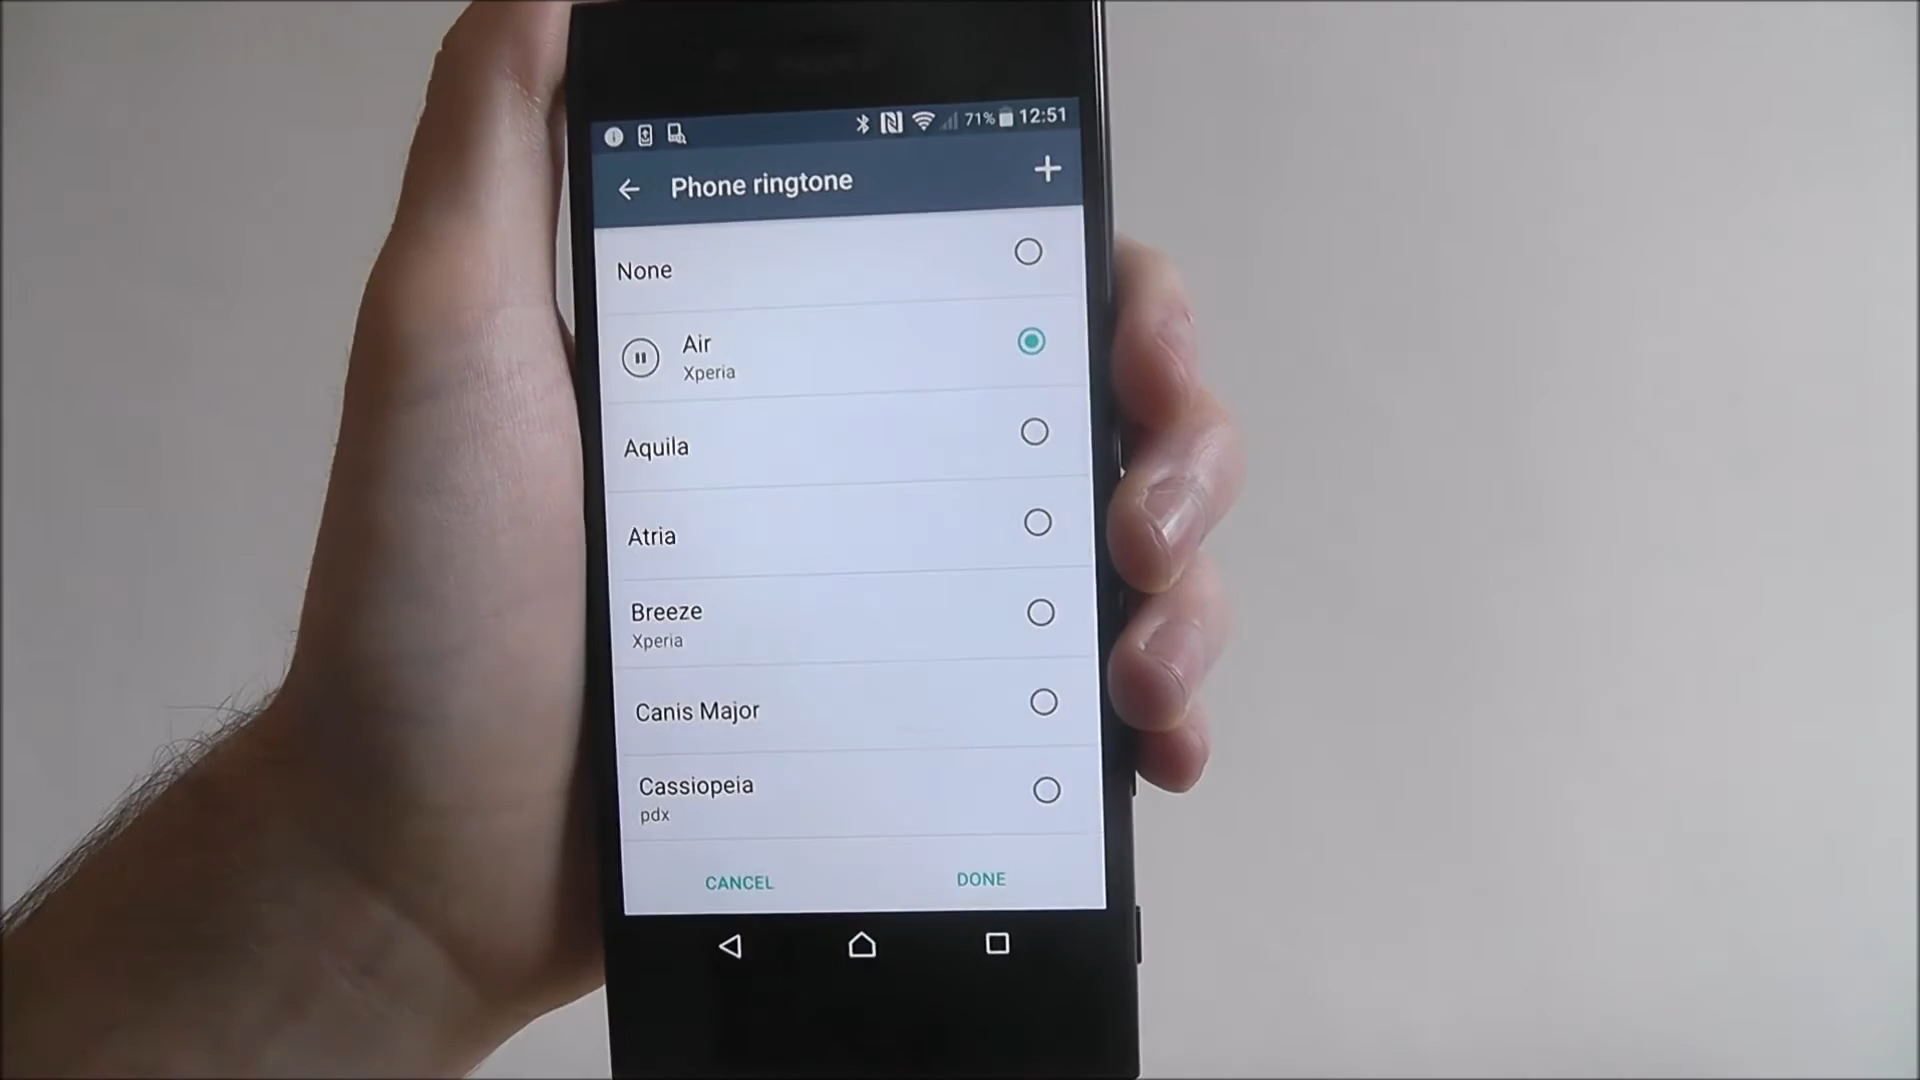 71% 12:51
Phone ringtone
None
Air
Xperia
Aquila
Atria
Breeze
Xperia
Canis Major
Cassiopeia
pdx
CANCEL DONE